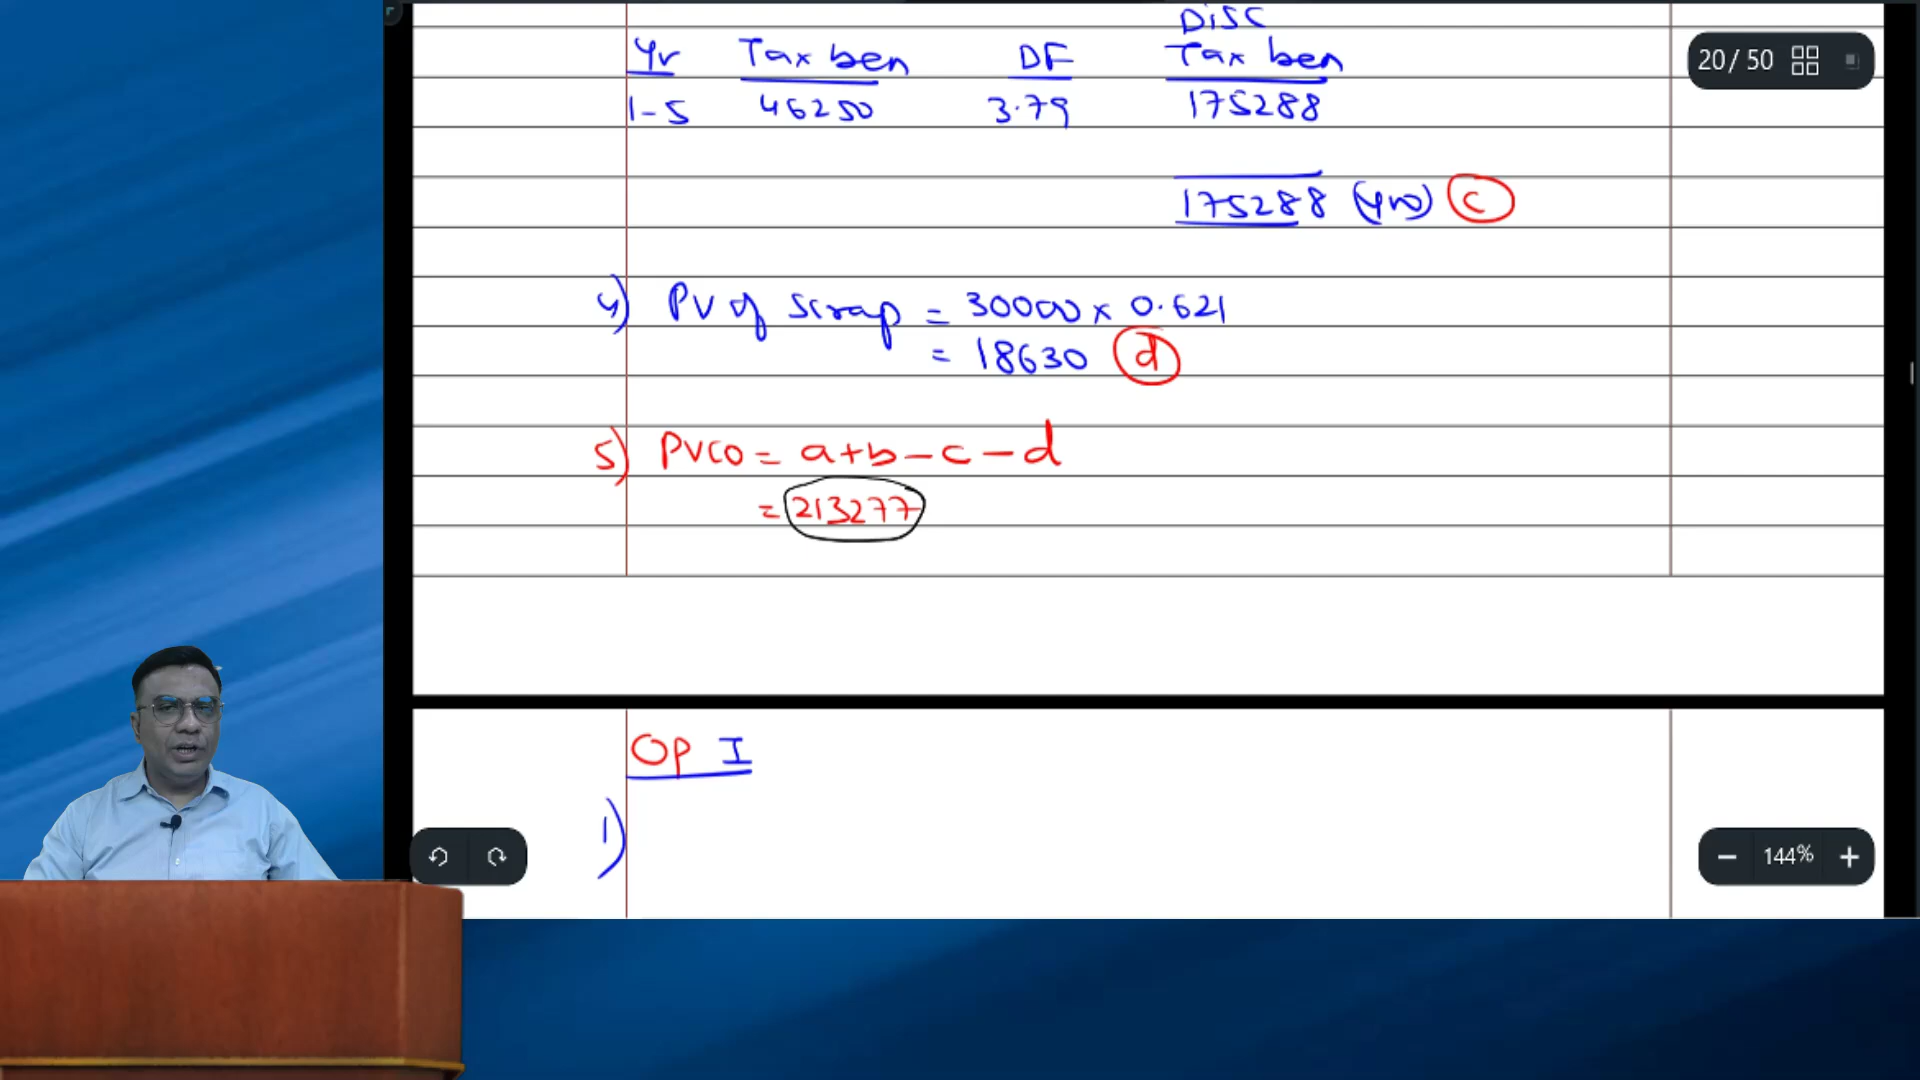 Disc
Yr Tax ben DF Tax ben
1-5 46250 3.79 175288
175288 c
4) PV of scrap = 30000 x 0.621
= 18630 d
5) PVCO = a+b-c-d
= 213277
Op I
1)
20/50
144%